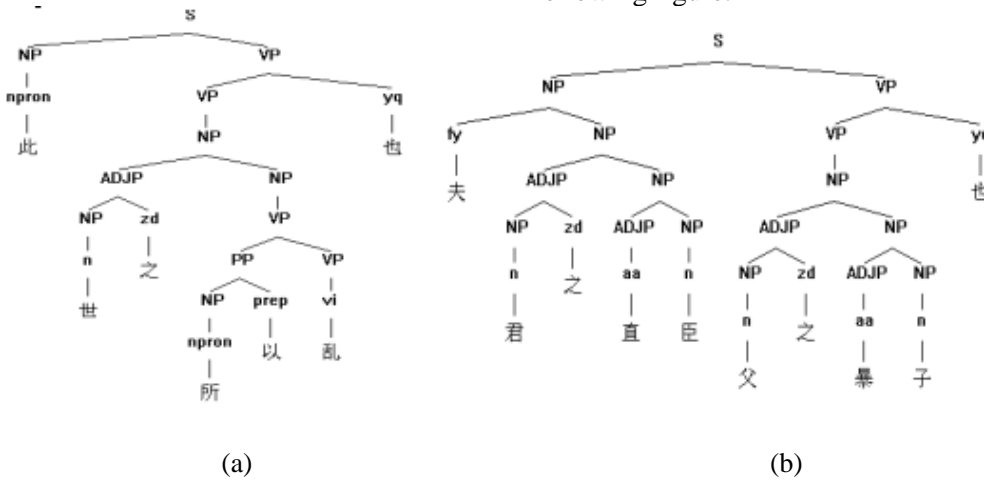 S
NP VP
npron VP yq
此 NP 也
ADJP NP
NP zd VP
n 之 PP VP
世 NP prep vi
npron 以 乱
所
(a)
S
NP VP
fy NP VP
夫 ADJP NP NP 也
NP zd ADJP NP ADJP NP
n 之 aa n NP zd ADJP NP
君 直 臣 n 之 aa n
父 暴 子
(b)